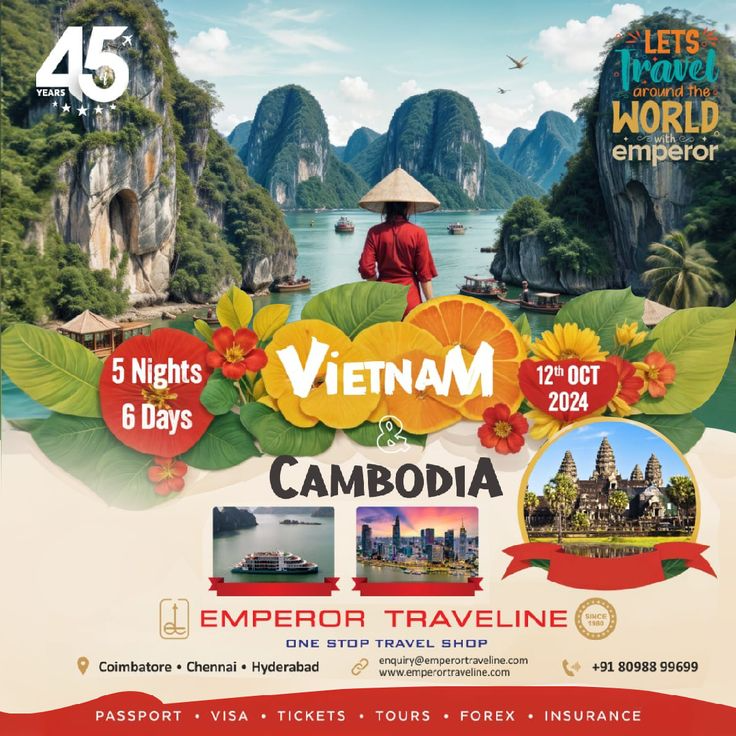 45
YEARS
LETS
Travel
around the
WORLD
with
emperor
5 Nights
6 Days
VIETNAM
12th OCT
2024
&
CAMBODIA
EMPEROR TRAVELINE
SINCE
1980
ONE STOP TRAVEL SHOP
Coimbatore • Chennai • Hyderabad
enquiry@emperortraveline.com
www.emperortraveline.com
+91 80988 99699
PASSPORT • VISA • TICKETS • TOURS • FOREX • INSURANCE